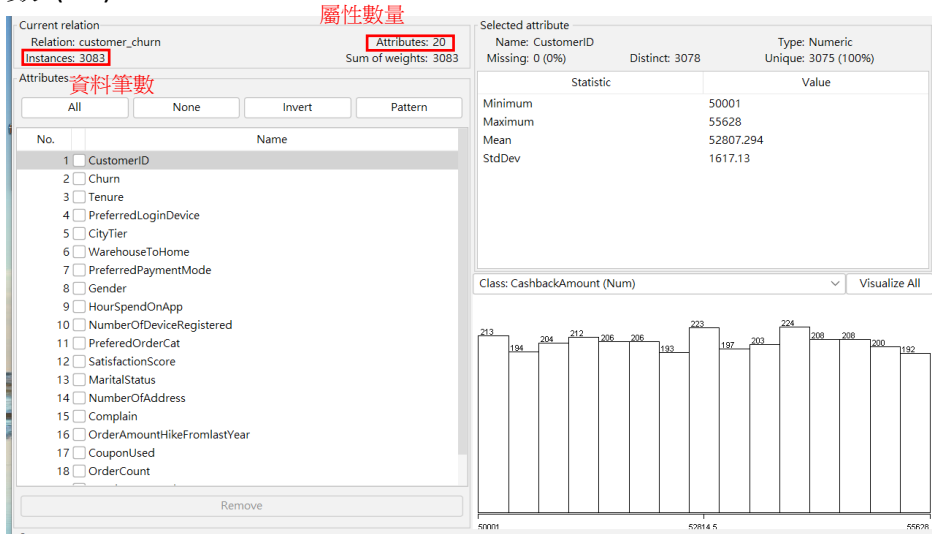 屬性數量
Current relation
Relation: customer_churn
Attributes: 20
Instances: 3083
Sum of weights: 3083
Attributes
資料筆數
All
None
Invert
Pattern
No.
Name
1 CustomerID
2 Churn
3 Tenure
4 PreferredLoginDevice
5 CityTier
6 WarehouseToHome
7 PreferredPaymentMode
8 Gender
9 HourSpendOnApp
10 NumberOfDeviceRegistered
11 PreferedOrderCat
12 SatisfactionScore
13 MaritalStatus
14 NumberOfAddress
15 Complain
16 OrderAmountHikeFromlastYear
17 CouponUsed
18 OrderCount
Remove
Selected attribute
Name: CustomerID
Type: Numeric
Missing: 0 (0%)
Distinct: 3078
Unique: 3075 (100%)
Statistic
Value
Minimum 50001
Maximum 55628
Mean 52807.294
StdDev 1617.13
Class: CashbackAmount (Num)
Visualize All
213 194 204 212 206 206 193 223 197 203 224 208 208 200 192
50001 52814.5 55628